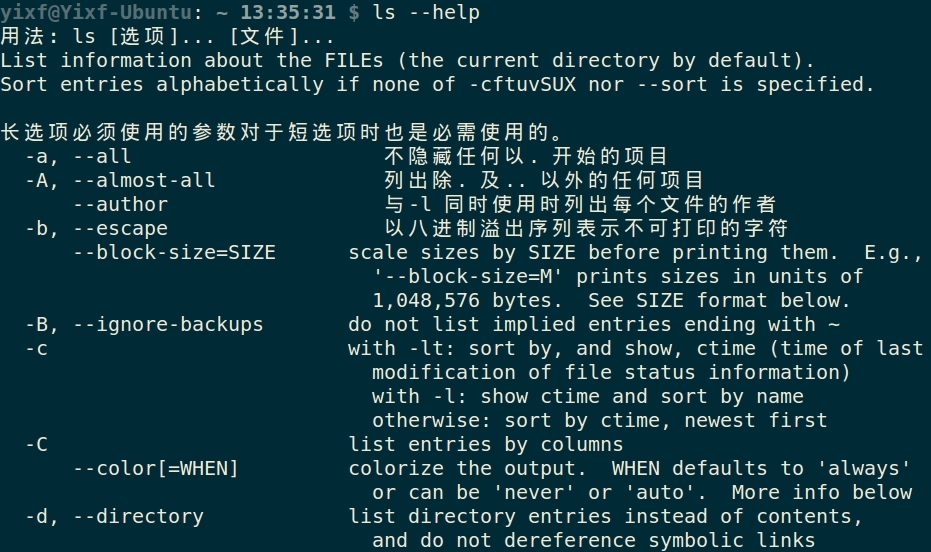 yixf@Yixf-Ubuntu: ~ 13:35:31 $ ls --help
用法: ls [选项]... [文件]...
List information about the FILEs (the current directory by default).
Sort entries alphabetically if none of -cftuvSUX nor --sort is specified.
长选项必须使用的参数对于短选项时也是必需使用的。
-a, --all 不隐藏任何以. 开始的项目
-A, --almost-all 列出除. 及.. 以外的任何项目
--author 与-l 同时使用时列出每个文件的作者
-b, --escape 以八进制溢出序列表示不可打印的字符
--block-size=SIZE scale sizes by SIZE before printing them.  E.g.,
'--block-size=M' prints sizes in units of
1,048,576 bytes.  See SIZE format below.
-B, --ignore-backups do not list implied entries ending with ~
-c with -lt: sort by, and show, ctime (time of last
modification of file status information)
with -l: show ctime and sort by name
otherwise: sort by ctime, newest first
-C list entries by columns
--color[=WHEN] colorize the output.  WHEN defaults to 'always'
or can be 'never' or 'auto'.  More info below
-d, --directory list directory entries instead of contents,
and do not dereference symbolic links